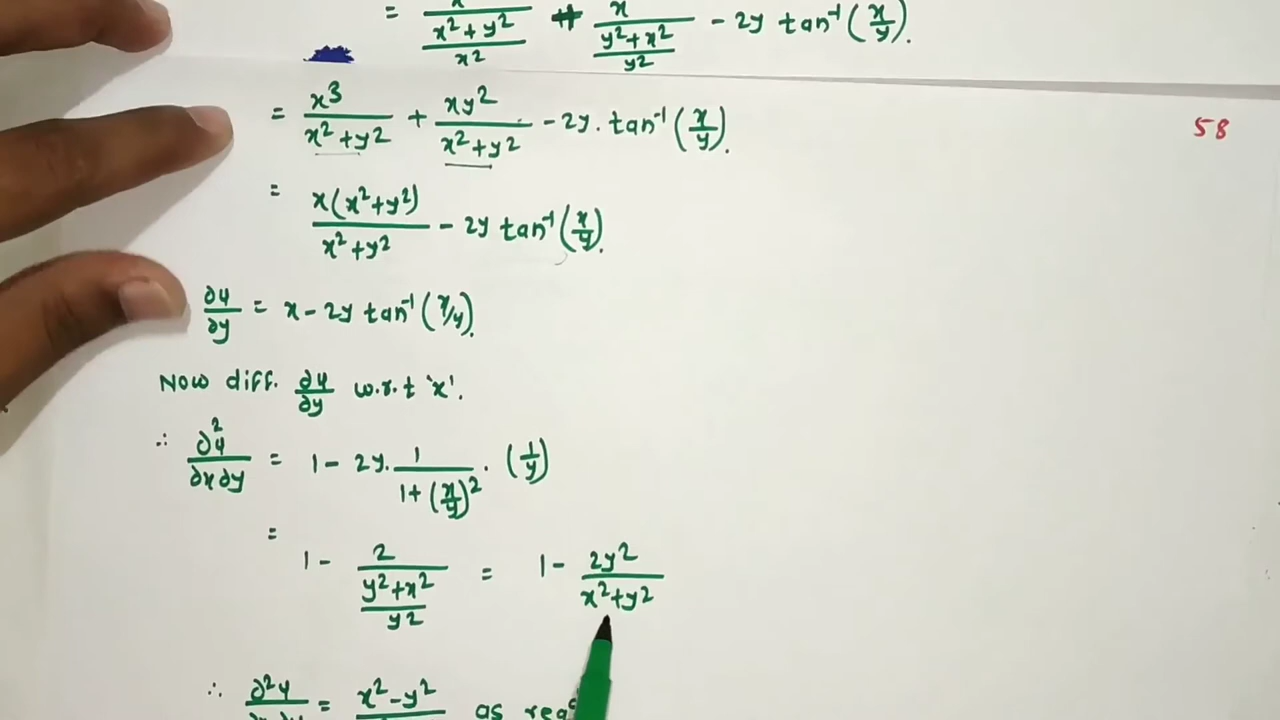 = x / ((x²+y²)/x²) + x / ((y²+x²)/y²) - 2y tan⁻¹(x/y).
= x³/(x²+y²) + xy²/(x²+y²) - 2y. tan⁻¹(x/y).
58
= x(x²+y²)/(x²+y²) - 2y tan⁻¹(x/y).
∂u/∂y = x - 2y tan⁻¹(x/y).
Now diff. ∂u/∂y w.r.t 'x'.
∴ ∂²u/∂x∂y = 1 - 2y. 1/(1+(x/y)²) . (1/y)
= 1 - 2/((y²+x²)/y²) = 1 - 2y²/(x²+y²)
∴ ∂²u/∂x∂y = x²-y² as